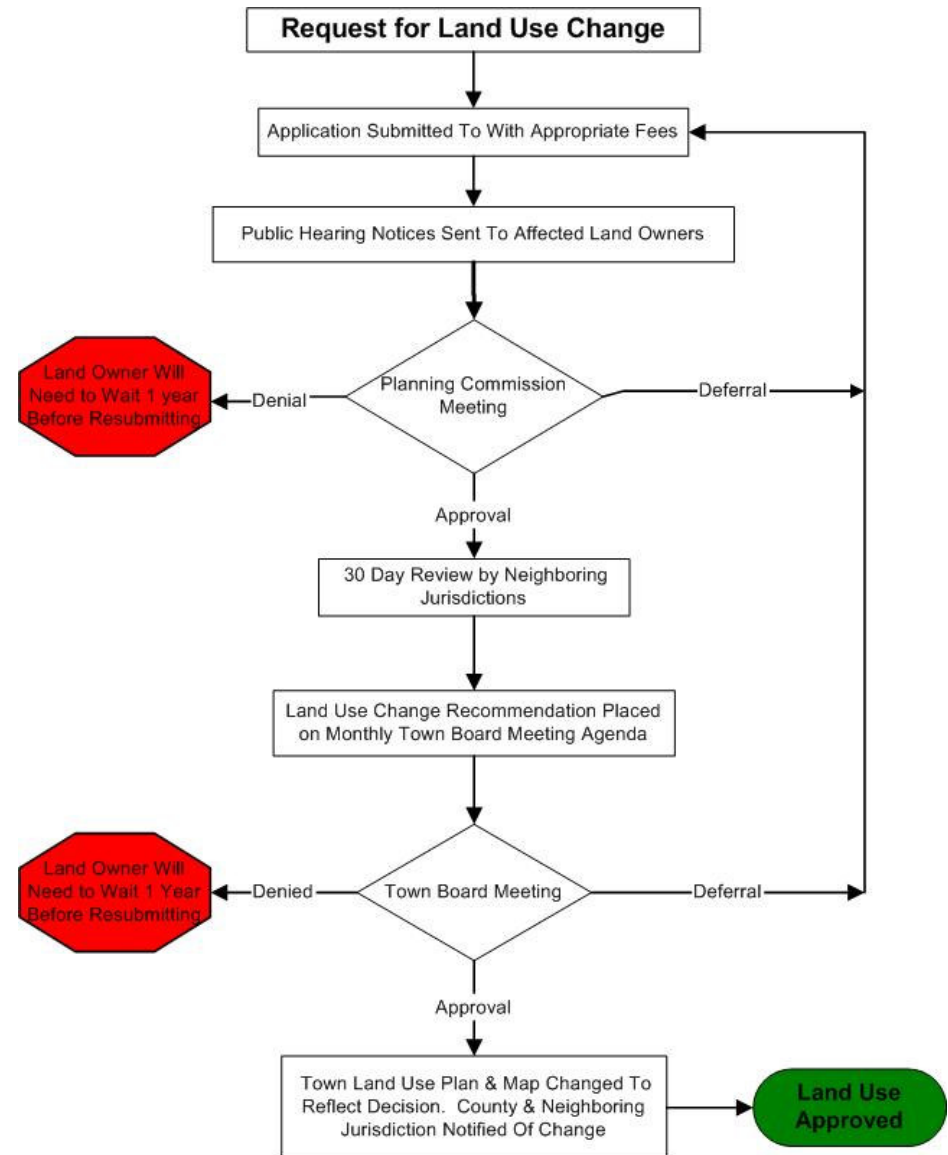 Request for Land Use Change
Application Submitted To With Appropriate Fees
Public Hearing Notices Sent To Affected Land Owners
Land Owner Will
Need to Wait 1 year
Before Resubmitting
Denial
Planning Commission
Meeting
Deferral
Approval
30 Day Review by Neighboring
Jurisdictions
Land Use Change Recommendation Placed
on Monthly Town Board Meeting Agenda
Land Owner Will
Need to Wait 1 Year
Before Resubmitting
Denied
Town Board Meeting
Deferral
Approval
Town Land Use Plan & Map Changed To
Reflect Decision. County & Neighboring
Jurisdiction Notified Of Change
Land Use
Approved